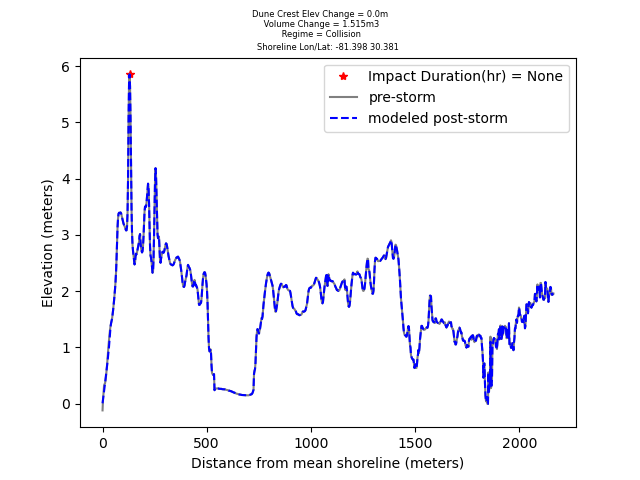 Dune Crest Elev Change = 0.0m
Volume Change = 1.515m3
Regime = Collision
Shoreline Lon/Lat: -81.398 30.381
Impact Duration(hr) = None
pre-storm
modeled post-storm
Elevation (meters)
6
5
4
3
2
1
0
0 500 1000 1500 2000
Distance from mean shoreline (meters)